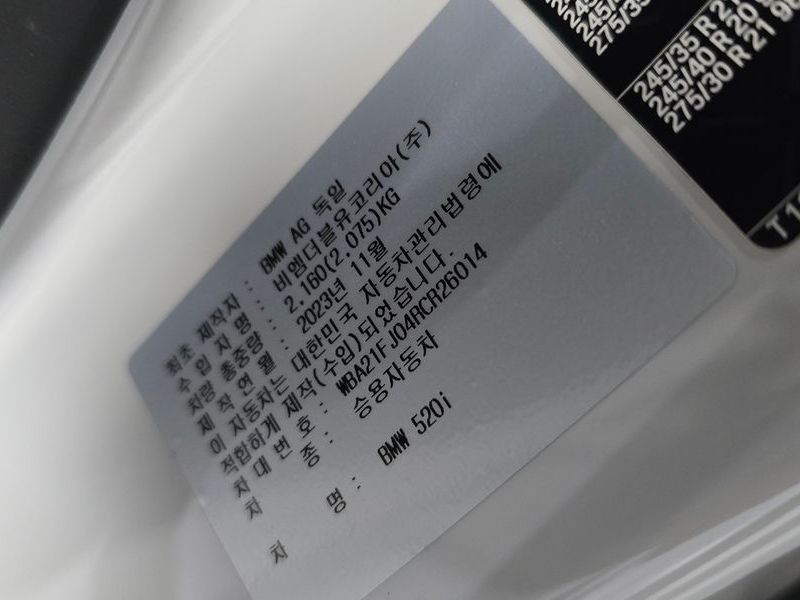 최초 제작자 : BMW AG 독일
수입자명 : 비엠더블유코리아(주)
차량 총중량 : 2,160(2,075)KG
제작연월 : 2023년 11월
이 자동차는 대한민국 자동차관리법령에
적합하게 제작(수입)되었습니다.
차대번호 : WBA21FJ04RCR26014
차 종 : 승용자동차
차 명 : BMW 520i
275/35
245/35 R 21
245/40 R 20
275/30 R 21